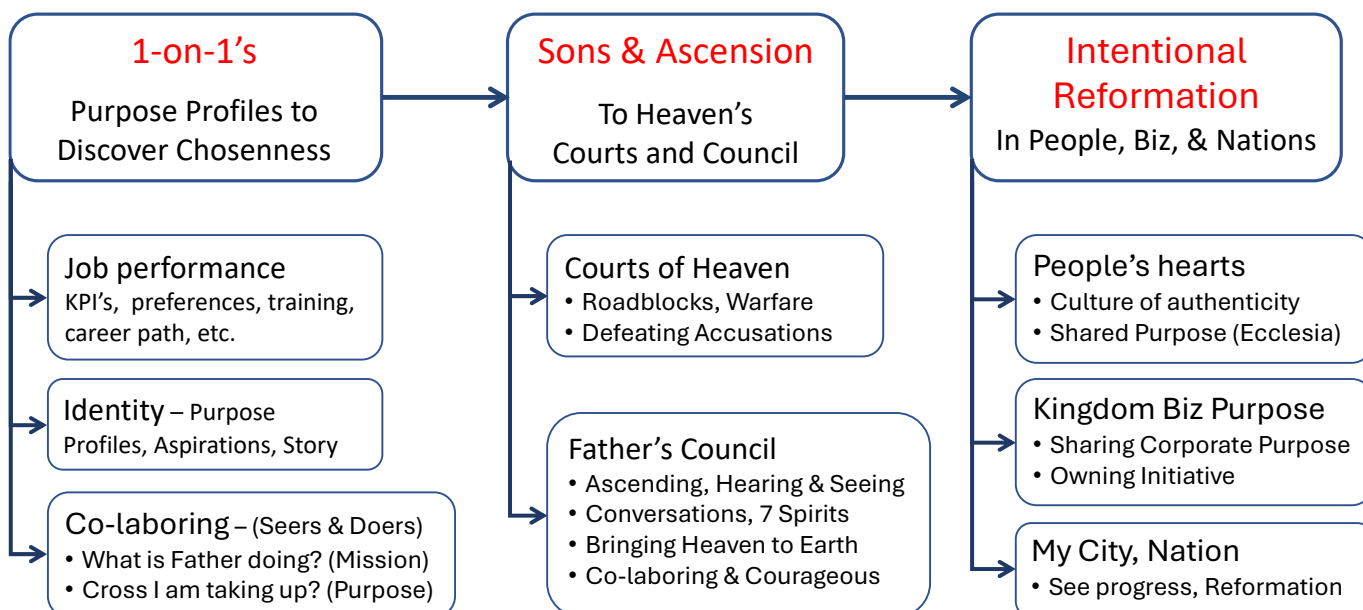 1-on-1's
Purpose Profiles to
Discover Chosenness
Job performance
KPI's, preferences, training,
career path, etc.
Identity – Purpose
Profiles, Aspirations, Story
Co-laboring – (Seers & Doers)
• What is Father doing? (Mission)
• Cross I am taking up? (Purpose)
Sons & Ascension
To Heaven's
Courts and Council
Courts of Heaven
• Roadblocks, Warfare
• Defeating Accusations
Father's Council
• Ascending, Hearing & Seeing
• Conversations, 7 Spirits
• Bringing Heaven to Earth
• Co-laboring & Courageous
Intentional
Reformation
In People, Biz, & Nations
People's hearts
• Culture of authenticity
• Shared Purpose (Ecclesia)
Kingdom Biz Purpose
• Sharing Corporate Purpose
• Owning Initiative
My City, Nation
• See progress, Reformation